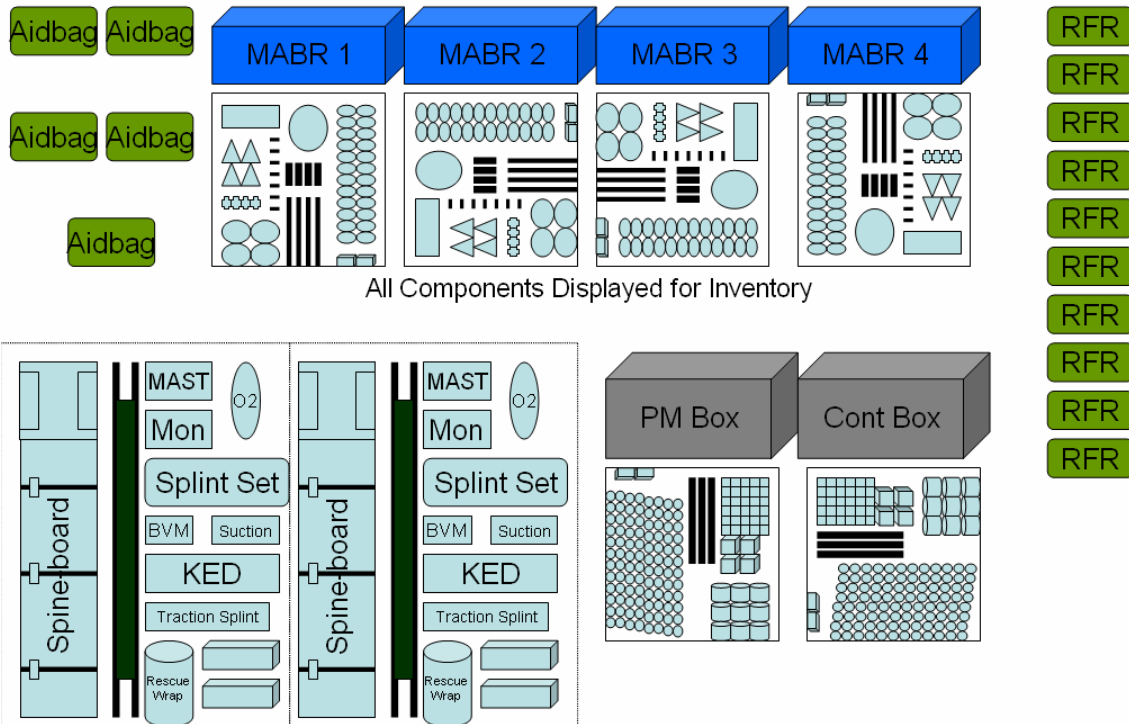 Aidbag Aidbag
MABR 1 MABR 2 MABR 3 MABR 4
RFR
RFR
Aidbag Aidbag
RFR
RFR
RFR
Aidbag
RFR
All Components Displayed for Inventory
RFR
RFR
RFR
RFR
Spine-board
MAST
O2
Mon
Splint Set
BVM Suction
KED
Traction Splint
Rescue
Wrap
Spine-board
MAST
O2
Mon
Splint Set
BVM Suction
KED
Traction Splint
Rescue
Wrap
PM Box Cont Box